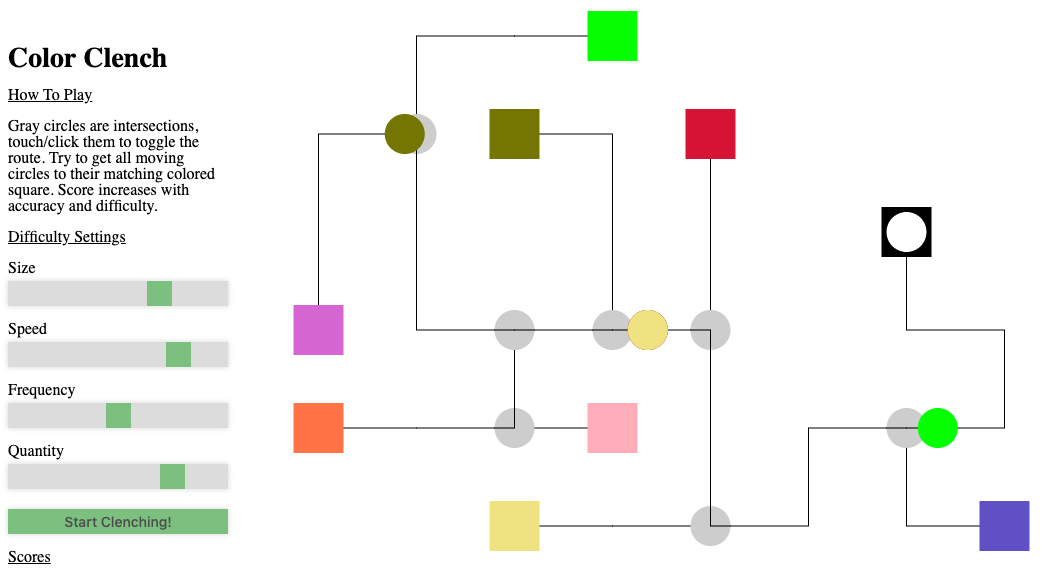 Color Clench
How To Play
Gray circles are intersections,
touch/click them to toggle the
route. Try to get all moving
circles to their matching colored
square. Score increases with
accuracy and difficulty.
Difficulty Settings
Size
Speed
Frequency
Quantity
Start Clenching!
Scores